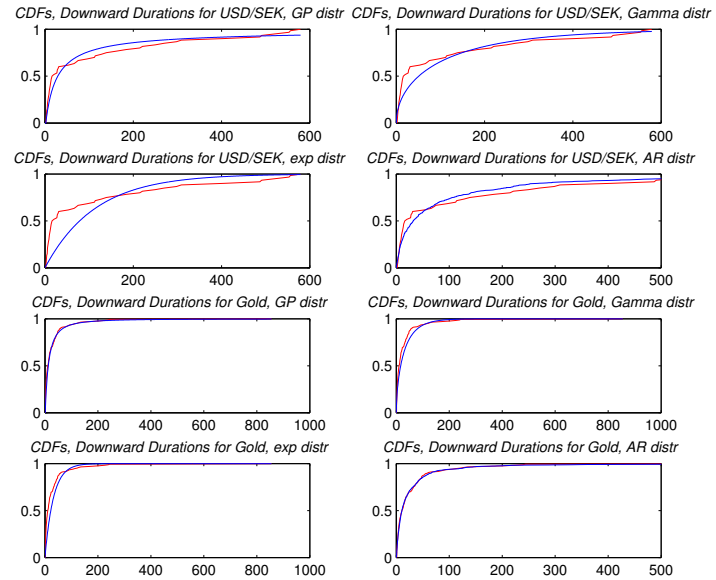 CDFs, Downward Durations for USD/SEK, GP distr
1
0.5
0
0 200 400 600
CDFs, Downward Durations for USD/SEK, Gamma distr
1
0.5
0
0 200 400 600
CDFs, Downward Durations for USD/SEK, exp distr
1
0.5
0
0 200 400 600
CDFs, Downward Durations for USD/SEK, AR distr
1
0.5
0
0 100 200 300 400 500
CDFs, Downward Durations for Gold, GP distr
1
0.5
0
0 200 400 600 800 1000
CDFs, Downward Durations for Gold, Gamma distr
1
0.5
0
0 100 200 300 400 500
CDFs, Downward Durations for Gold, exp distr
1
0.5
0
0 200 400 600 800 1000
CDFs, Downward Durations for Gold, AR distr
1
0.5
0
0 100 200 300 400 500